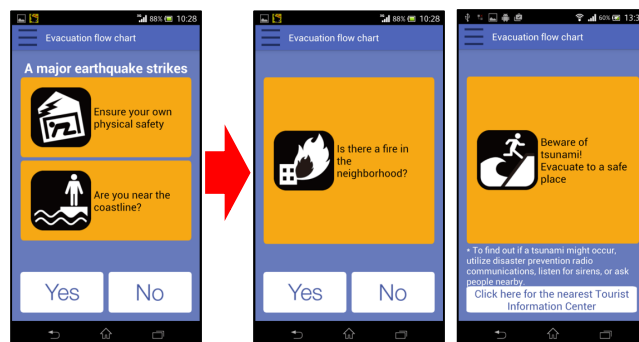 88% 10:28
Evacuation flow chart
A major earthquake strikes
Ensure your own
physical safety
Are you near the
coastline?
Yes No
88% 10:28
Evacuation flow chart
Is there a fire in
the
neighborhood?
Yes No
60% 13:3
Evacuation flow chart
Beware of
tsunami!
Evacuate to a safe
place
• To find out if a tsunami might occur,
utilize disaster prevention radio
communications, listen for sirens, or ask
people nearby.
Click here for the nearest Tourist
Information Center